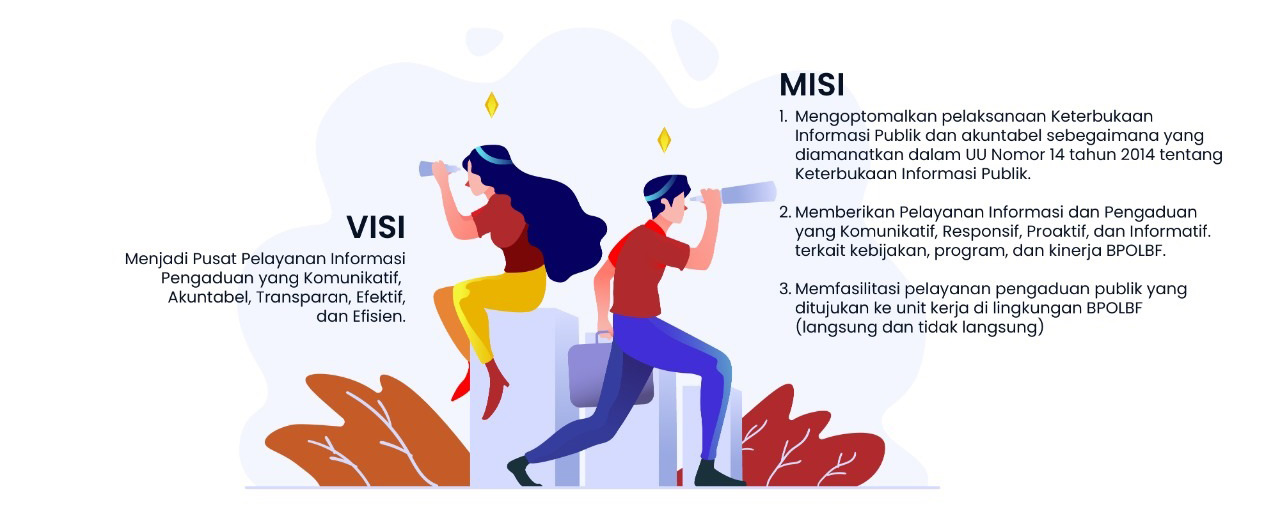 VISI
Menjadi Pusat Pelayanan Informasi
Pengaduan yang Komunikatif,
Akuntabel, Transparan, Efektif,
dan Efisien.
MISI
1. Mengoptomalkan pelaksanaan Keterbukaan
Informasi Publik dan akuntabel sebegaimana yang
diamanatkan dalam UU Nomor 14 tahun 2014 tentang
Keterbukaan Informasi Publik.
2. Memberikan Pelayanan Informasi dan Pengaduan
yang Komunikatif, Responsif, Proaktif, dan Informatif.
terkait kebijakan, program, dan kinerja BPOLBF.
3. Memfasilitasi pelayanan pengaduan publik yang
ditujukan ke unit kerja di lingkungan BPOLBF
(langsung dan tidak langsung)